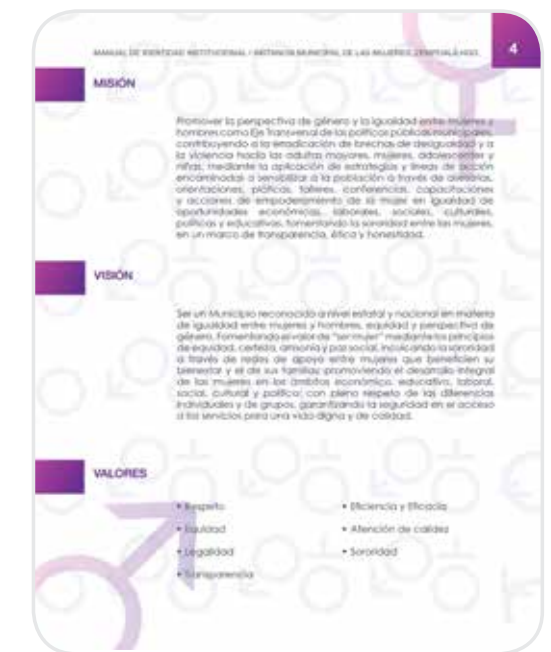 MANUAL DE IDENTIDAD INSTITUCIONAL / INSTANCIA MUNICIPAL DE LAS MUJERES, ZEMPOALA HGO.
4
MISIÓN
Promover la perspectiva de género y la igualdad entre mujeres y
hombres como Eje Transversal de las políticas públicas municipales,
contribuyendo a la erradicación de brechas de desigualdad y a
la violencia hacia las adultas mayores, mujeres, adolescentes y
niñas, mediante la aplicación de estrategias y líneas de acción
encaminadas a sensibilizar a la población a través de asesorías,
orientaciones, pláticas, talleres, conferencias, capacitaciones
y acciones de empoderamiento de la mujer en igualdad de
oportunidades económicas, laborales, sociales, culturales,
políticas y educativas, fomentando la sororidad entre las mujeres,
en un marco de transparencia, ética y honestidad.
VISIÓN
Ser un Municipio reconocido a nivel estatal y nacional en materia
de igualdad entre mujeres y hombres, equidad y perspectiva de
género. Fomentando el valor de "ser mujer" mediante los principios
de equidad, certeza, armonía y paz social, inculcando la sororidad
a través de redes de apoyo entre mujeres que beneficien su
bienestar y el de sus familias; promoviendo el desarrollo integral
de las mujeres en los ámbitos económico, educativo, laboral,
social, cultural y político; con pleno respeto de las diferencias
individuales y de grupos, garantizando la seguridad en el acceso
a los servicios para una vida digna y de calidad.
VALORES
• Respeto
• Eficiencia y Eficacia
• Equidad
• Atención de calidez
• Legalidad
• Sororidad
• Transparencia